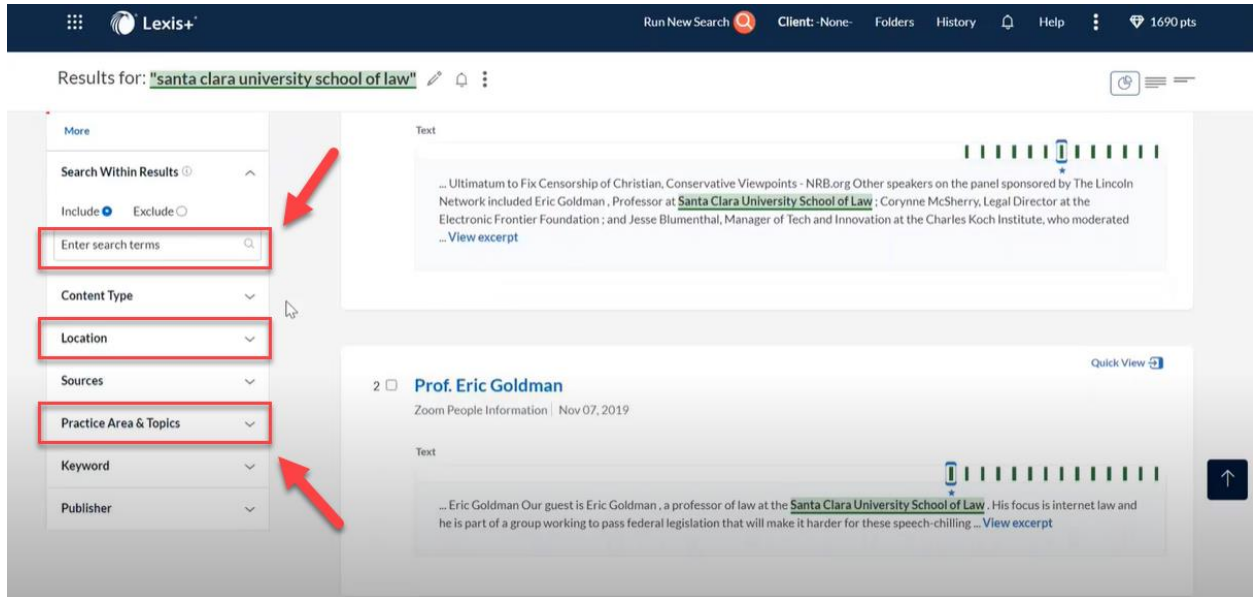 Lexis+
Run New Search
Client: -None-
Folders
History
Help
1690 pts
Results for: "santa clara university school of law"
More
Search Within Results
Include
Exclude
Enter search terms
Content Type
Location
Sources
Practice Area & Topics
Keyword
Publisher
Text
... Ultimatum to Fix Censorship of Christian, Conservative Viewpoints - NRB.org Other speakers on the panel sponsored by The Lincoln
Network included Eric Goldman , Professor at Santa Clara University School of Law ; Corynne McSherry, Legal Director at the
Electronic Frontier Foundation ; and Jesse Blumenthal, Manager of Tech and Innovation at the Charles Koch Institute, who moderated
... View excerpt
Quick View
2 Prof. Eric Goldman
Zoom People Information | Nov 07, 2019
Text
... Eric Goldman Our guest is Eric Goldman , a professor of law at the Santa Clara University School of Law . His focus is internet law and
he is part of a group working to pass federal legislation that will make it harder for these speech-chilling ... View excerpt